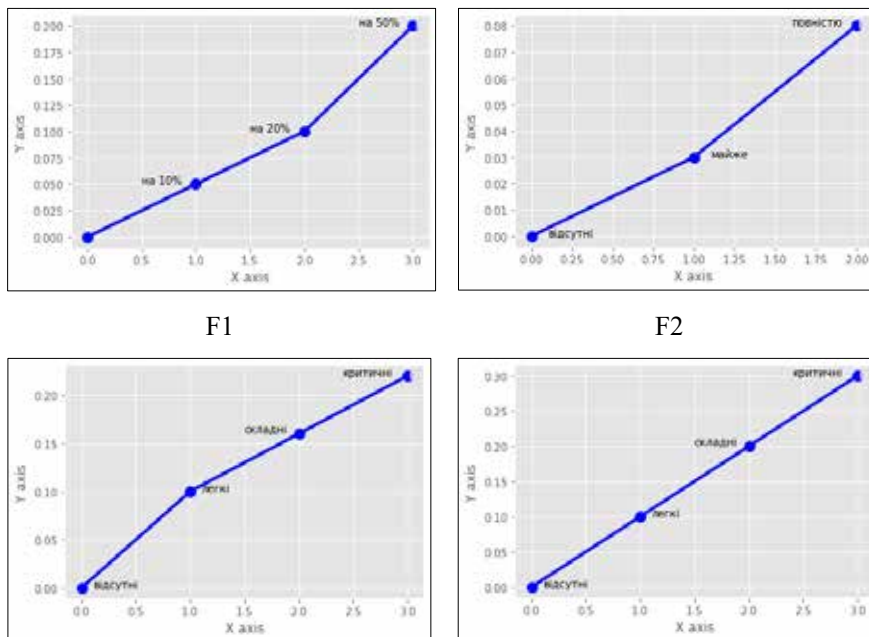 0.200
0.175
0.150
0.125
0.100
0.075
0.050
0.025
0.000
Y axis
на 50%
на 20%
на 10%
0.0 0.5 1.0 1.5 2.0 2.5 3.0
X axis
0.08
0.07
0.06
0.05
0.04
0.03
0.02
0.01
0.00
Y axis
повністю
майже
відсутні
0.00 0.25 0.50 0.75 1.00 1.25 1.50 1.75 2.00
X axis
F1 F2
0.20
0.15
0.10
0.05
0.00
Y axis
критичні
складні
легкі
відсутні
0.0 0.5 1.0 1.5 2.0 2.5 3.0
X axis
0.30
0.25
0.20
0.15
0.10
0.05
0.00
Y axis
критичні
складні
легкі
відсутні
0.0 0.5 1.0 1.5 2.0 2.5 3.0
X axis